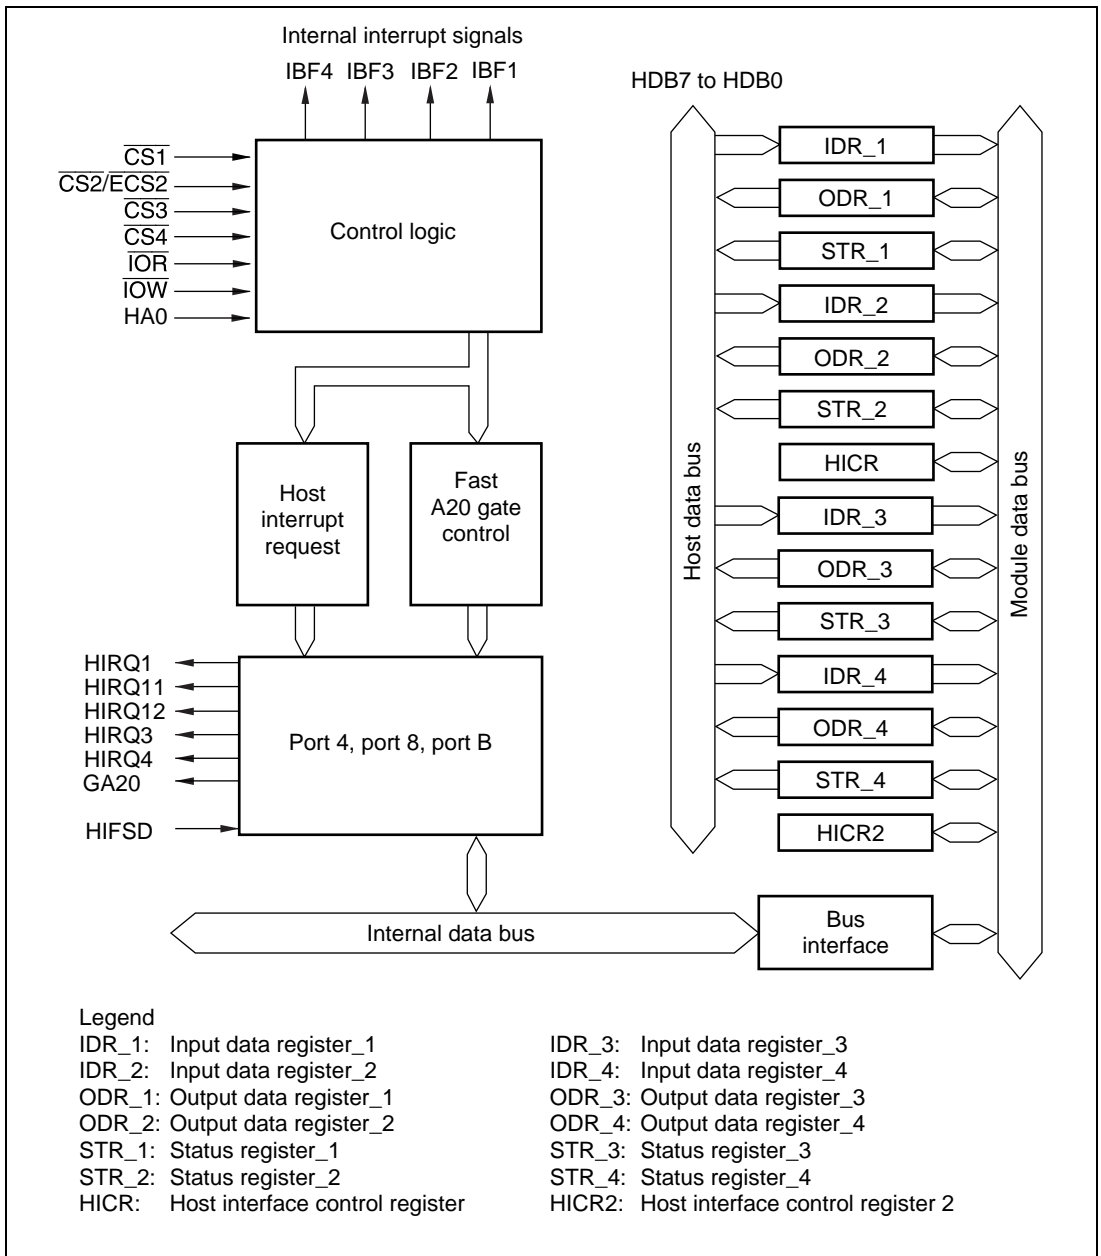 Internal interrupt signals
IBF4 IBF3 IBF2 IBF1
HDB7 to HDB0
CS1
CS2/ECS2
CS3
CS4
IOR
IOW
HA0
Control logic
Host
interrupt
request
Fast
A20 gate
control
HIRQ1
HIRQ11
HIRQ12
HIRQ3
HIRQ4
GA20
HIFSD
Port 4, port 8, port B
Host data bus
IDR_1
ODR_1
STR_1
IDR_2
ODR_2
STR_2
HICR
IDR_3
ODR_3
STR_3
IDR_4
ODR_4
STR_4
HICR2
Module data bus
Internal data bus
Bus
interface
Legend
IDR_1: Input data register_1
IDR_2: Input data register_2
ODR_1: Output data register_1
ODR_2: Output data register_2
STR_1: Status register_1
STR_2: Status register_2
HICR: Host interface control register
IDR_3: Input data register_3
IDR_4: Input data register_4
ODR_3: Output data register_3
ODR_4: Output data register_4
STR_3: Status register_3
STR_4: Status register_4
HICR2: Host interface control register 2